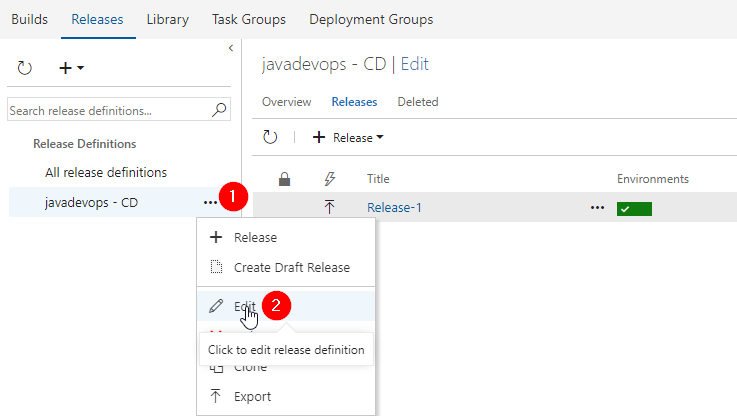 Builds Releases Library Task Groups Deployment Groups
javadevops - CD | Edit
Search release definitions...
Overview Releases Deleted
Release Definitions
Release
All release definitions
Title Environments
javadevops - CD
1
Release-1
Release
Create Draft Release
Edit
2
Click to edit release definition
Clone
Export